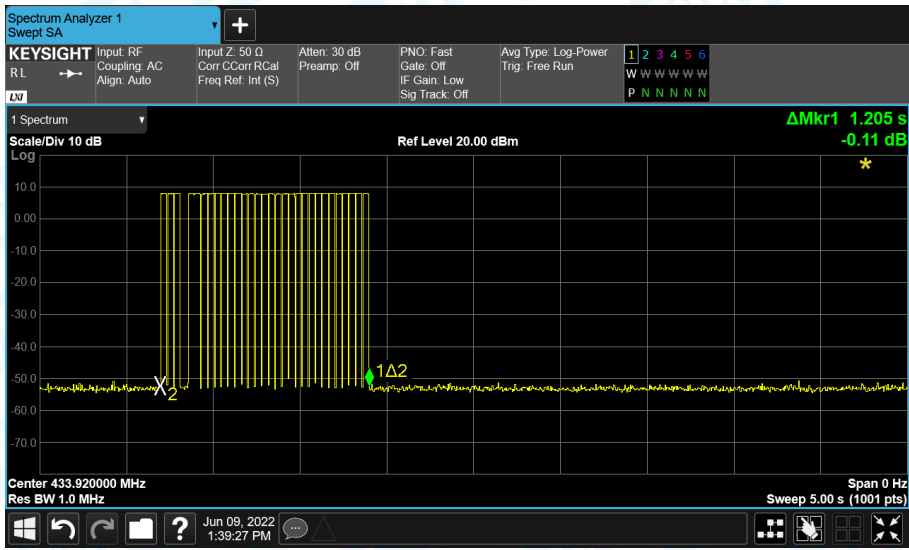 Spectrum Analyzer 1
Swept SA
+
KEYSIGHT
RL
LXI
Input: RF
Coupling: AC
Align: Auto
Input Z: 50 Ω
Corr CCorr RCal
Freq Ref: Int (S)
Atten: 30 dB
Preamp: Off
PNO: Fast
Gate: Off
IF Gain: Low
Sig Track: Off
Avg Type: Log-Power
Trig: Free Run
1 2 3 4 5 6
W W W W W W
P N N N N N
1 Spectrum
ΔMkr1 1.205 s
-0.11 dB
Scale/Div 10 dB
Ref Level 20.00 dBm
Log
*
10.0
0.00
-10.0
-20.0
-30.0
-40.0
-50.0
-60.0
-70.0
X2
1Δ2
Center 433.920000 MHz
Span 0 Hz
Res BW 1.0 MHz
Sweep 5.00 s (1001 pts)
?
Jun 09, 2022
1:39:27 PM